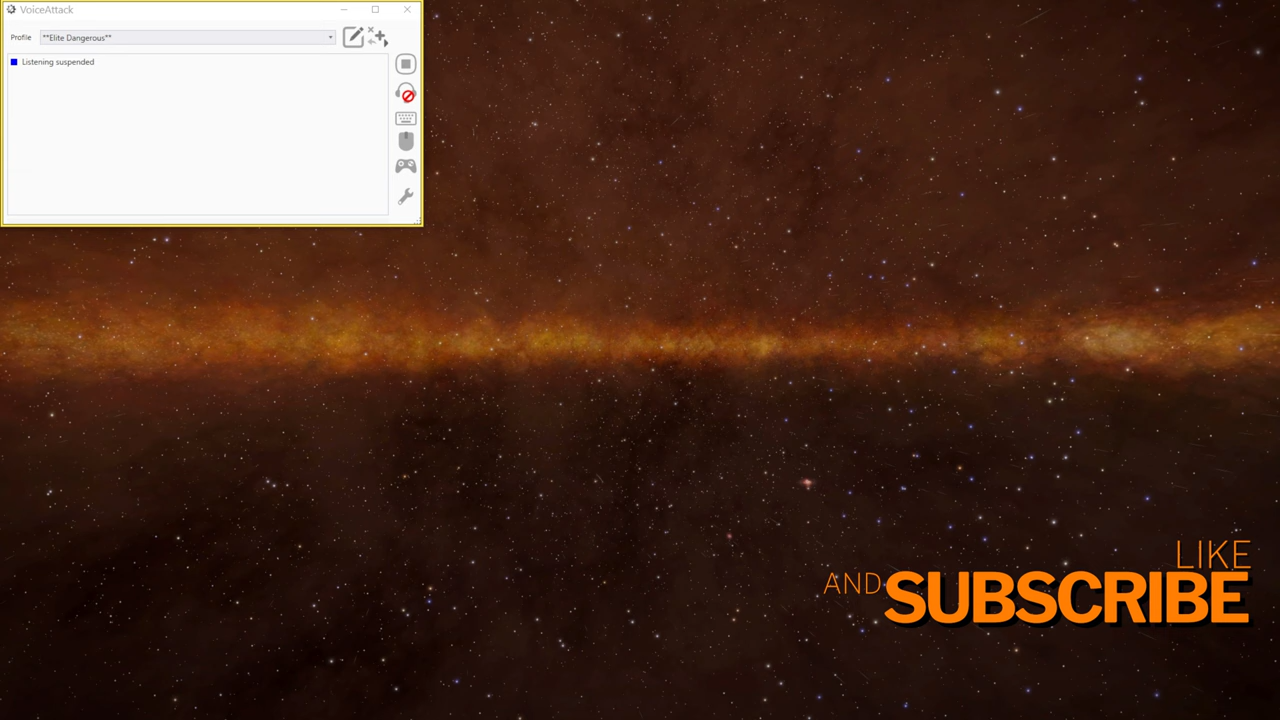 VoiceAttack
Profile
**Elite Dangerous**
Listening suspended
LIKE
AND SUBSCRIBE